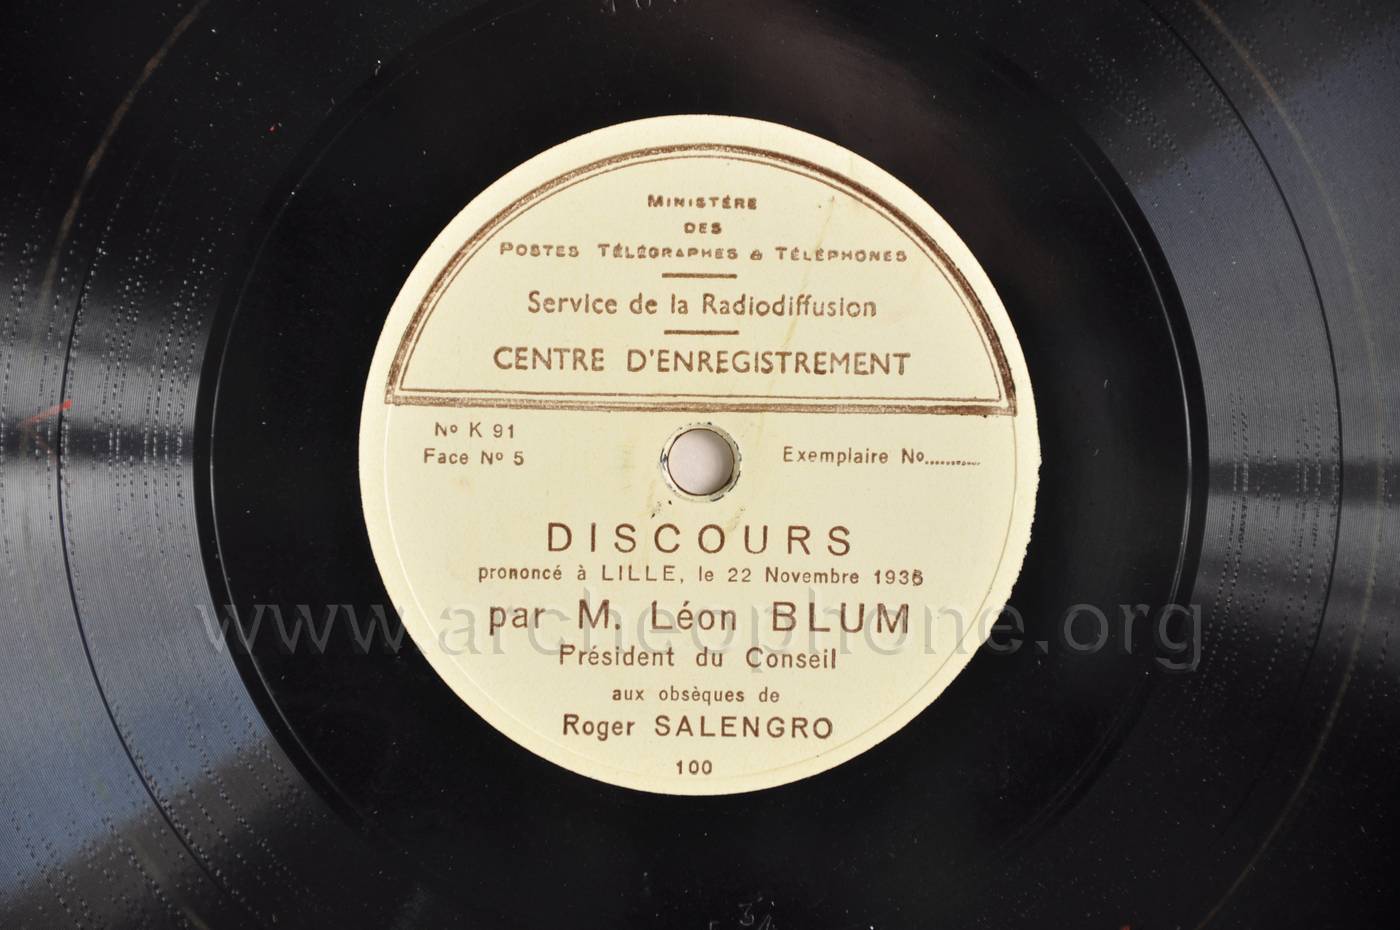 MINISTÈRE
DES
POSTES TÉLÉGRAPHES & TÉLÉPHONES
Service de la Radiodiffusion
CENTRE D'ENREGISTREMENT
No K 91
Face No 5
Exemplaire No............
DISCOURS
prononcé à LILLE, le 22 Novembre 1936
par M. Léon BLUM
www.archeophone.org
Président du Conseil
aux obsèques de
Roger SALENGRO
100